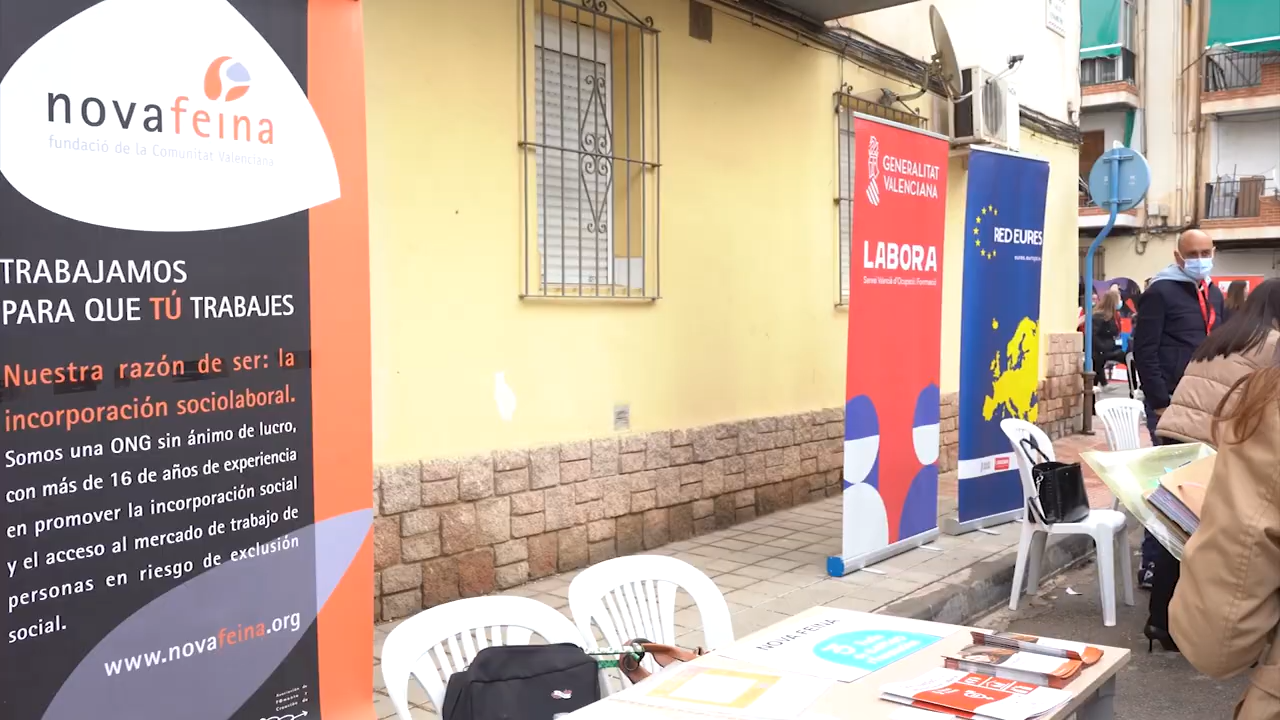 novafeina
fundació de la Comunitat Valenciana
TRABAJAMOS
PARA QUE TÚ TRABAJES
Nuestra razón de ser: la
incorporación sociolaboral.
Somos una ONG sin ánimo de lucro,
con más de 16 de años de experiencia
en promover la incorporación social
y el acceso al mercado de trabajo de
personas en riesgo de exclusión
social.
www.novafeina.org
GENERALITAT
VALENCIANA
LABORA
Servei Valencià d'Ocupació i Formació
RED EURES
NOVA FEINA